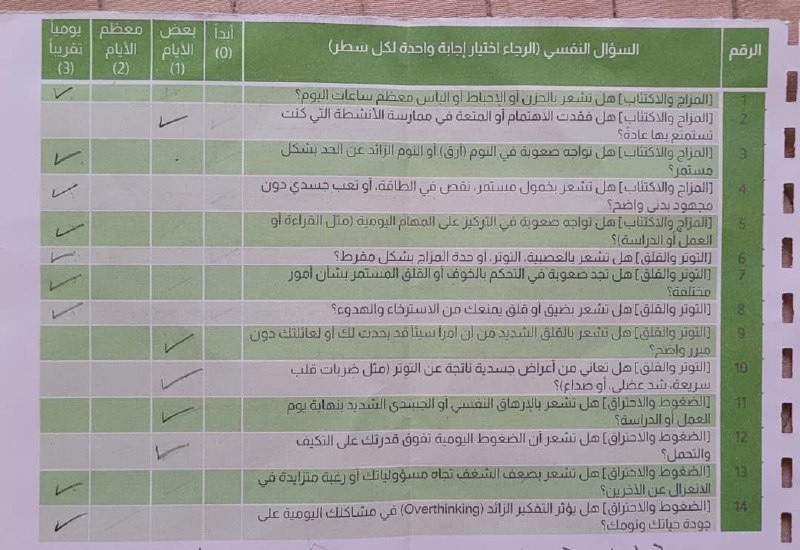 الرقم السؤال النفسي (الرجاء اختيار إجابة واحدة لكل سطر) أبداً (0) بعض الأيام (1) معظم الأيام (2) يومياً تقريباً (3)
1 [المزاج والاكتئاب] هل تشعر بالحزن أو الإحباط أو اليأس معظم ساعات اليوم؟ ✓
2 [المزاج والاكتئاب] هل فقدت الاهتمام أو المتعة في ممارسة الأنشطة التي كنت ✓
تستمتع بها عادةً؟
3 [المزاج والاكتئاب] هل تواجه صعوبة في النوم (أرق) أو النوم الزائد عن الحد بشكل ✓
مستمر؟
4 [المزاج والاكتئاب] هل تشعر بخمول مستمر، نقص في الطاقة، أو تعب جسدي دون ✓
مجهود بدني واضح؟
5 [المزاج والاكتئاب] هل تواجه صعوبة في التركيز على المهام اليومية (مثل القراءة أو ✓
العمل أو الدراسة)؟
6 [التوتر والقلق] هل تشعر بالعصبية، التوتر، أو حدة المزاج بشكل مفرط؟ ✓
7 [التوتر والقلق] هل تجد صعوبة في التحكم بالخوف أو القلق المستمر بشأن أمور ✓
مختلفة؟
8 [التوتر والقلق] هل تشعر بضيق أو قلق يمنعك من الاسترخاء والهدوء؟ ✓
9 [التوتر والقلق] هل تشعر بالقلق الشديد من أن أمراً سيئاً قد يحدث لك أو لعائلتك دون ✓
مبرر واضح؟
10 [التوتر والقلق] هل تعاني من أعراض جسدية ناتجة عن التوتر (مثل ضربات قلب ✓
سريعة، شد عضلي، أو صداع)؟
11 [الضغوط والاحتراق] هل تشعر بالإرهاق النفسي أو الجسدي الشديد بنهاية يوم ✓
العمل أو الدراسة؟
12 [الضغوط والاحتراق] هل تشعر أن الضغوط اليومية تفوق قدرتك على التكيف ✓
والتحمل؟
13 [الضغوط والاحتراق] هل تشعر بضعف الشغف تجاه مسؤولياتك أو رغبة متزايدة في ✓
الانعزال عن الآخرين؟
14 [الضغوط والاحتراق] هل يؤثر التفكير الزائد (Overthinking) في مشاكلك اليومية على ✓
جودة حياتك ونومك؟